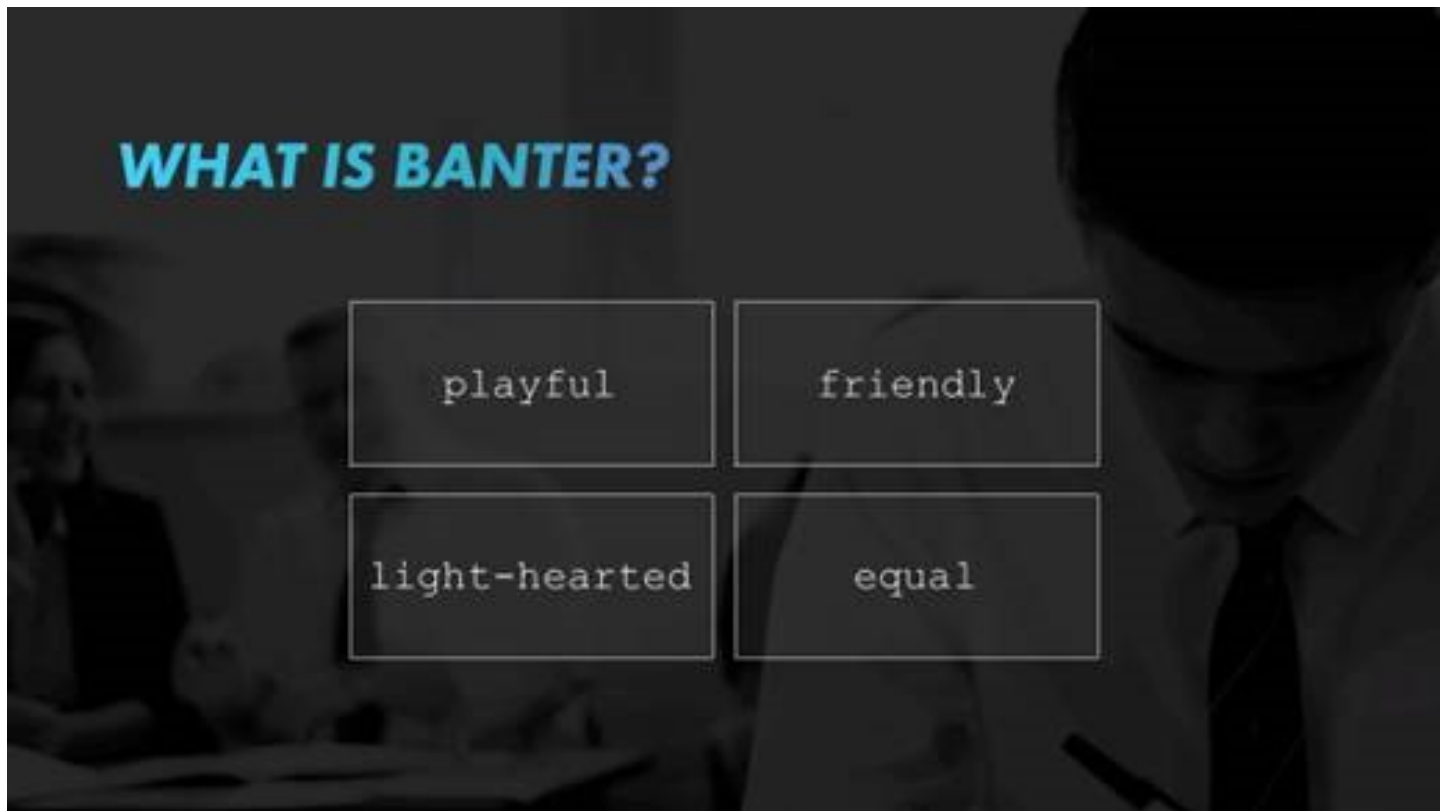 WHAT IS BANTER?
playful
friendly
light-hearted
equal